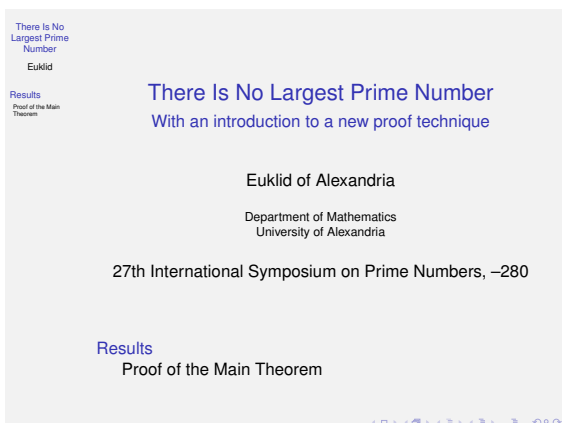 There Is No
Largest Prime
Number
Euklid
Results
Proof of the Main
Theorem
There Is No Largest Prime Number
With an introduction to a new proof technique
Euklid of Alexandria
Department of Mathematics
University of Alexandria
27th International Symposium on Prime Numbers, –280
Results
Proof of the Main Theorem